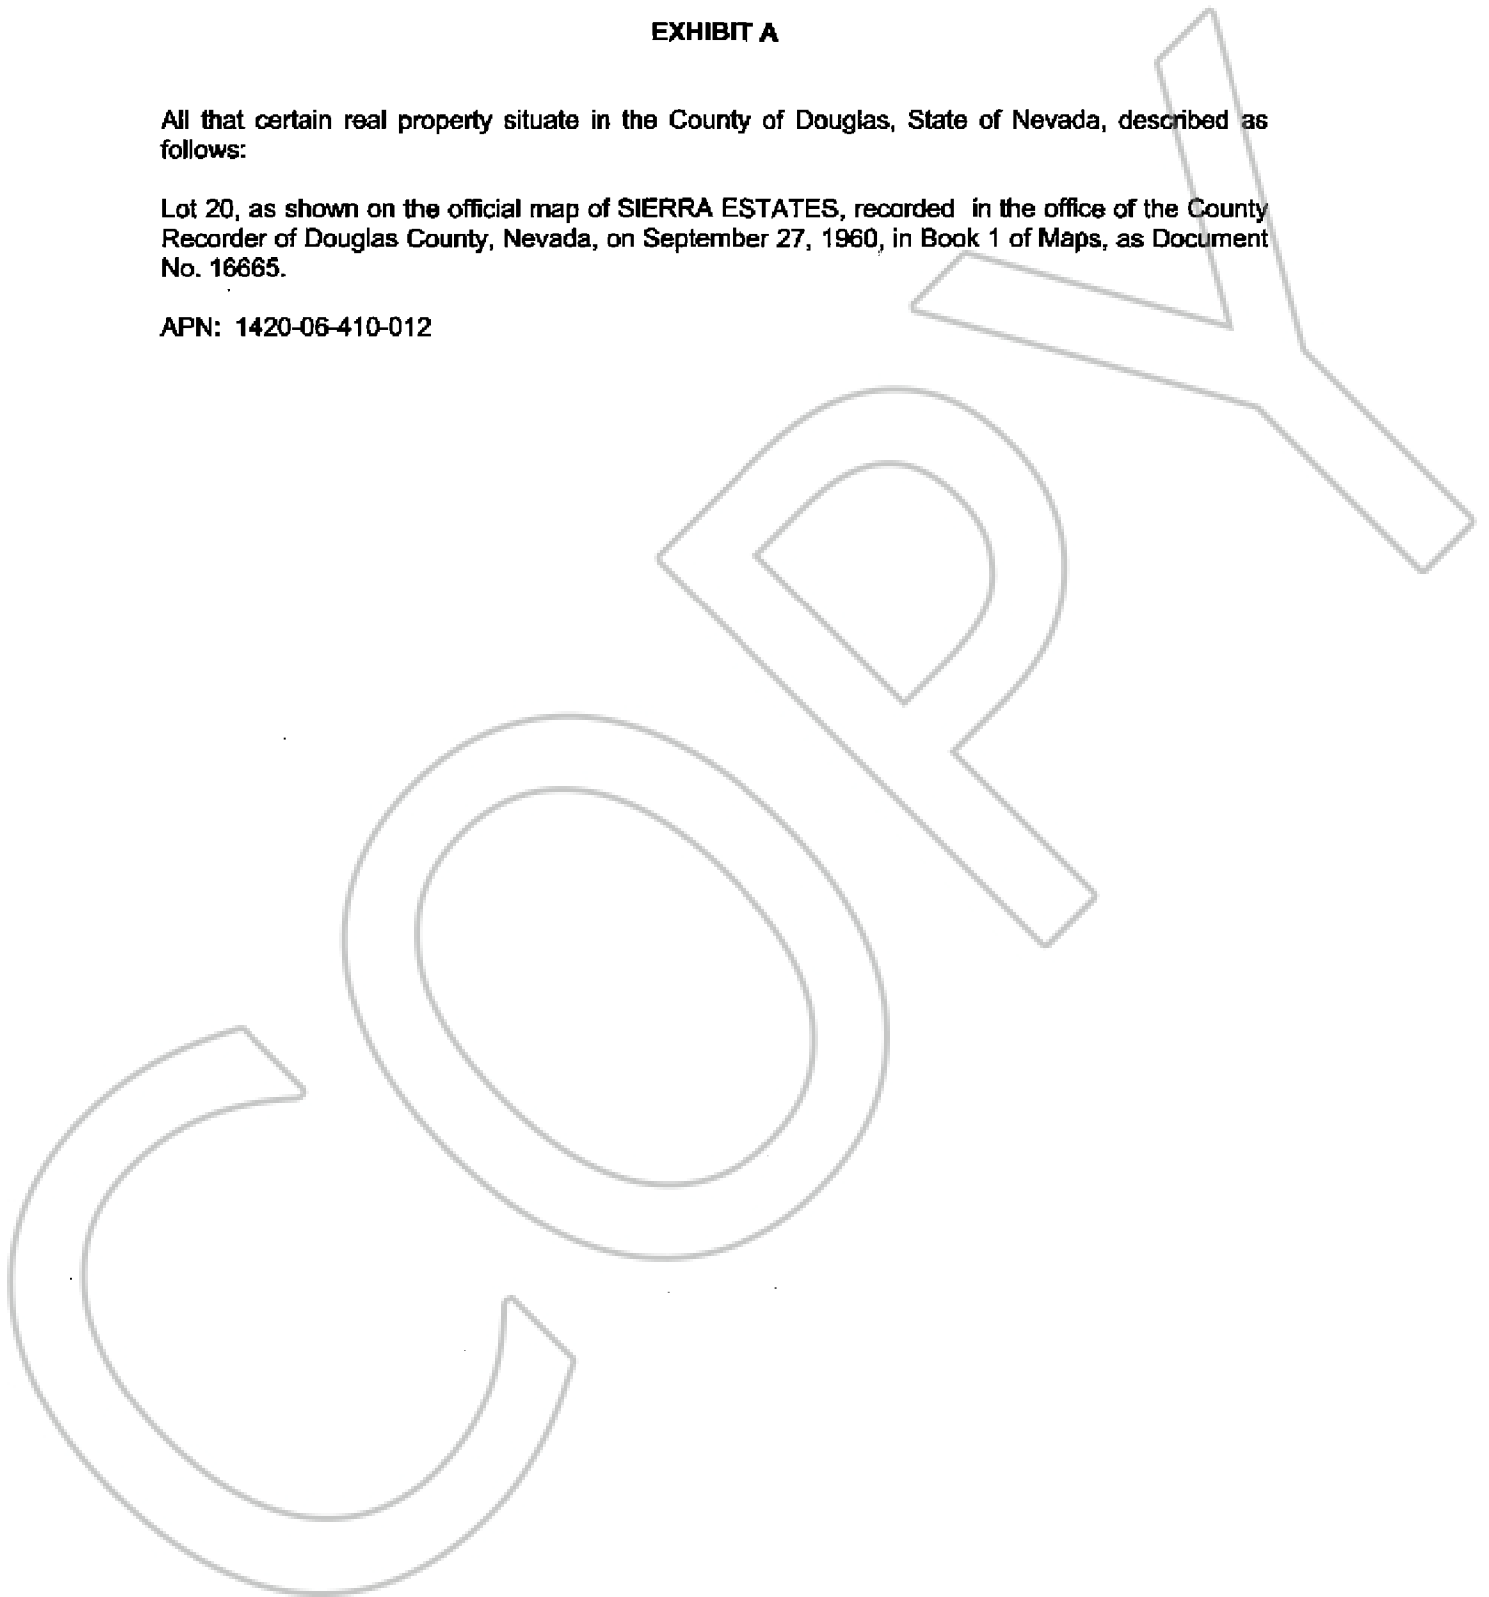 EXHIBIT A
All that certain real property situate in the County of Douglas, State of Nevada, described as
follows:
Lot 20, as shown on the official map of SIERRA ESTATES, recorded in the office of the County
Recorder of Douglas County, Nevada, on September 27, 1960, in Book 1 of Maps, as Document
No. 16665.
APN: 1420-06-410-012
COPY